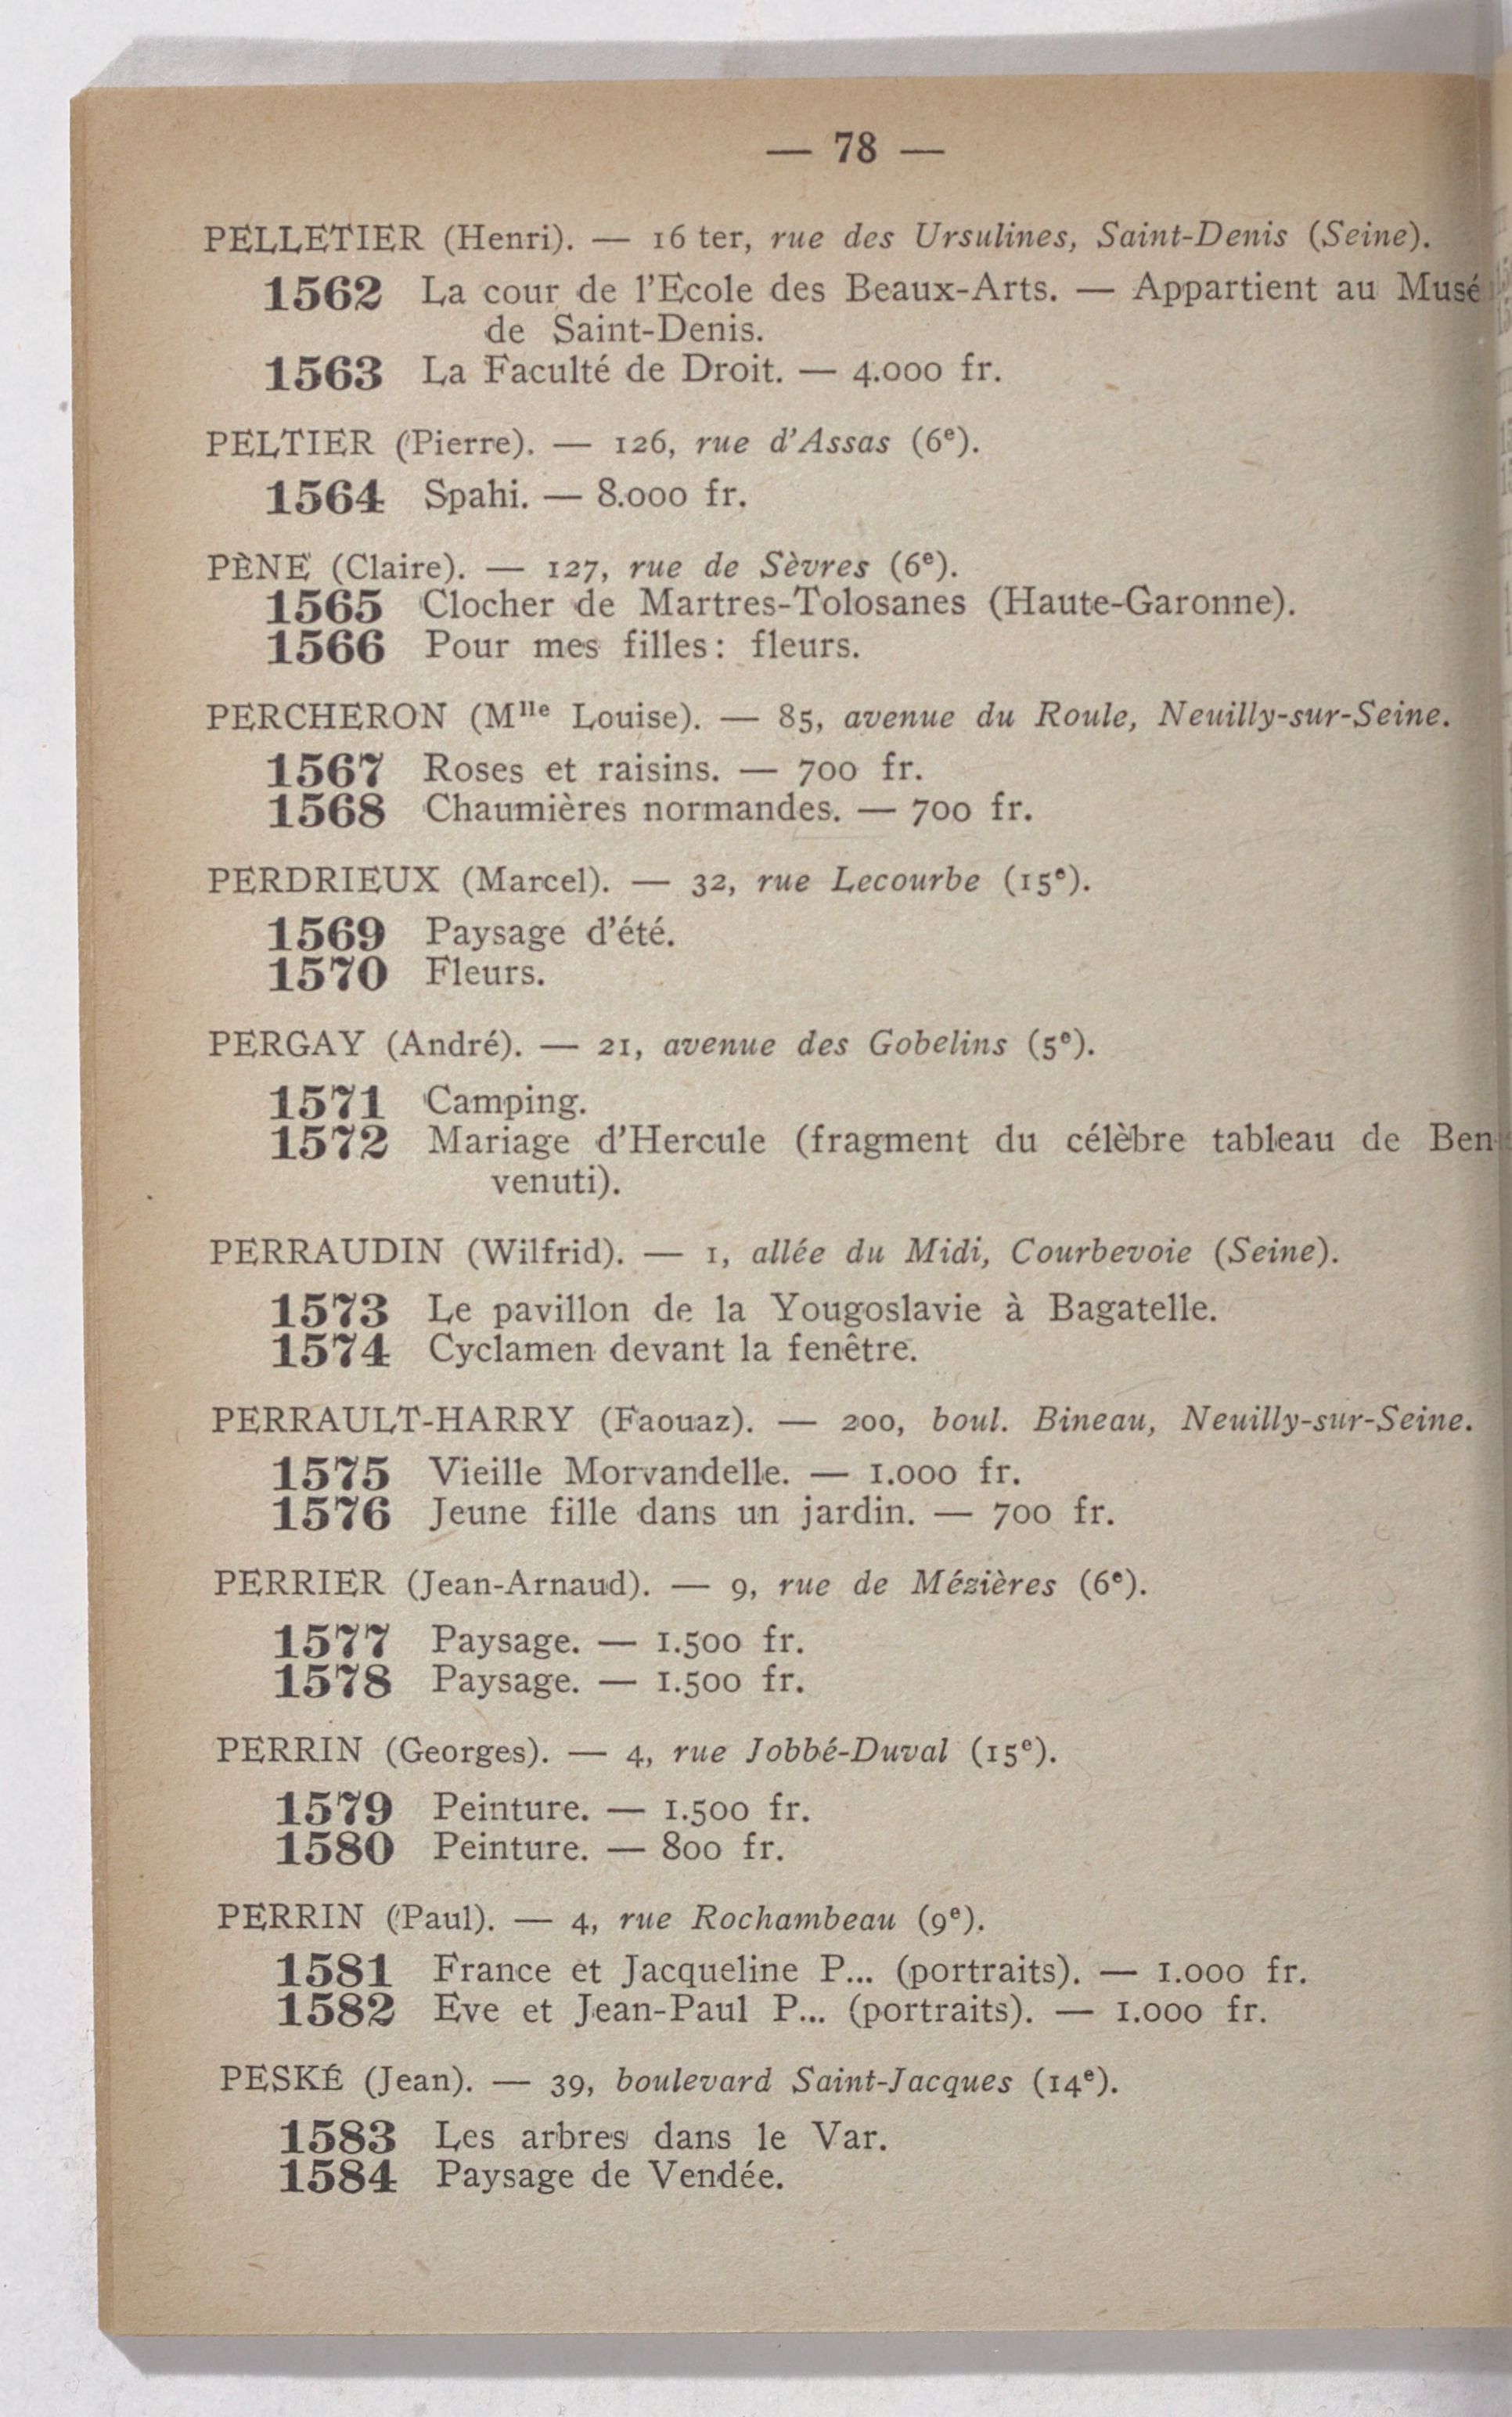 — 78 —
PELLETIER (Henri). — 16 ter, rue des Ursulines, Saint-Denis (Seine).
1562 La cour de l'Ecole des Beaux-Arts. — Appartient au Musé
de Saint-Denis.
1563 La Faculté de Droit. — 4.000 fr.
PELTIER (Pierre). — 126, rue d'Assas (6e).
1564 Spahi. — 8.000 fr.
PÈNE (Claire). — 127, rue de Sèvres (6e).
1565 Clocher de Martres-Tolosanes (Haute-Garonne).
1566 Pour mes filles : fleurs.
PERCHERON (Mlle Louise). — 85, avenue du Roule, Neuilly-sur-Seine.
1567 Roses et raisins. — 700 fr.
1568 Chaumières normandes. — 700 fr.
PERDRIEUX (Marcel). — 32, rue Lecourbe (15e).
1569 Paysage d'été.
1570 Fleurs.
PERGAY (André). — 21, avenue des Gobelins (5e).
1571 Camping.
1572 Mariage d'Hercule (fragment du célèbre tableau de Ben-
venuti).
PERRAUDIN (Wilfrid). — 1, allée du Midi, Courbevoie (Seine).
1573 Le pavillon de la Yougoslavie à Bagatelle.
1574 Cyclamen devant la fenêtre.
PERRAULT-HARRY (Faouaz). — 200, boul. Bineau, Neuilly-sur-Seine.
1575 Vieille Morvandelle. — 1.000 fr.
1576 Jeune fille dans un jardin. — 700 fr.
PERRIER (Jean-Arnaud). — 9, rue de Mézières (6e).
1577 Paysage. — 1.500 fr.
1578 Paysage. — 1.500 fr.
PERRIN (Georges). — 4, rue Jobbé-Duval (15e).
1579 Peinture. — 1.500 fr.
1580 Peinture. — 800 fr.
PERRIN (Paul). — 4, rue Rochambeau (9e).
1581 France et Jacqueline P... (portraits). — 1.000 fr.
1582 Eve et Jean-Paul P... (portraits). — 1.000 fr.
PESKÉ (Jean). — 39, boulevard Saint-Jacques (14e).
1583 Les arbres dans le Var.
1584 Paysage de Vendée.